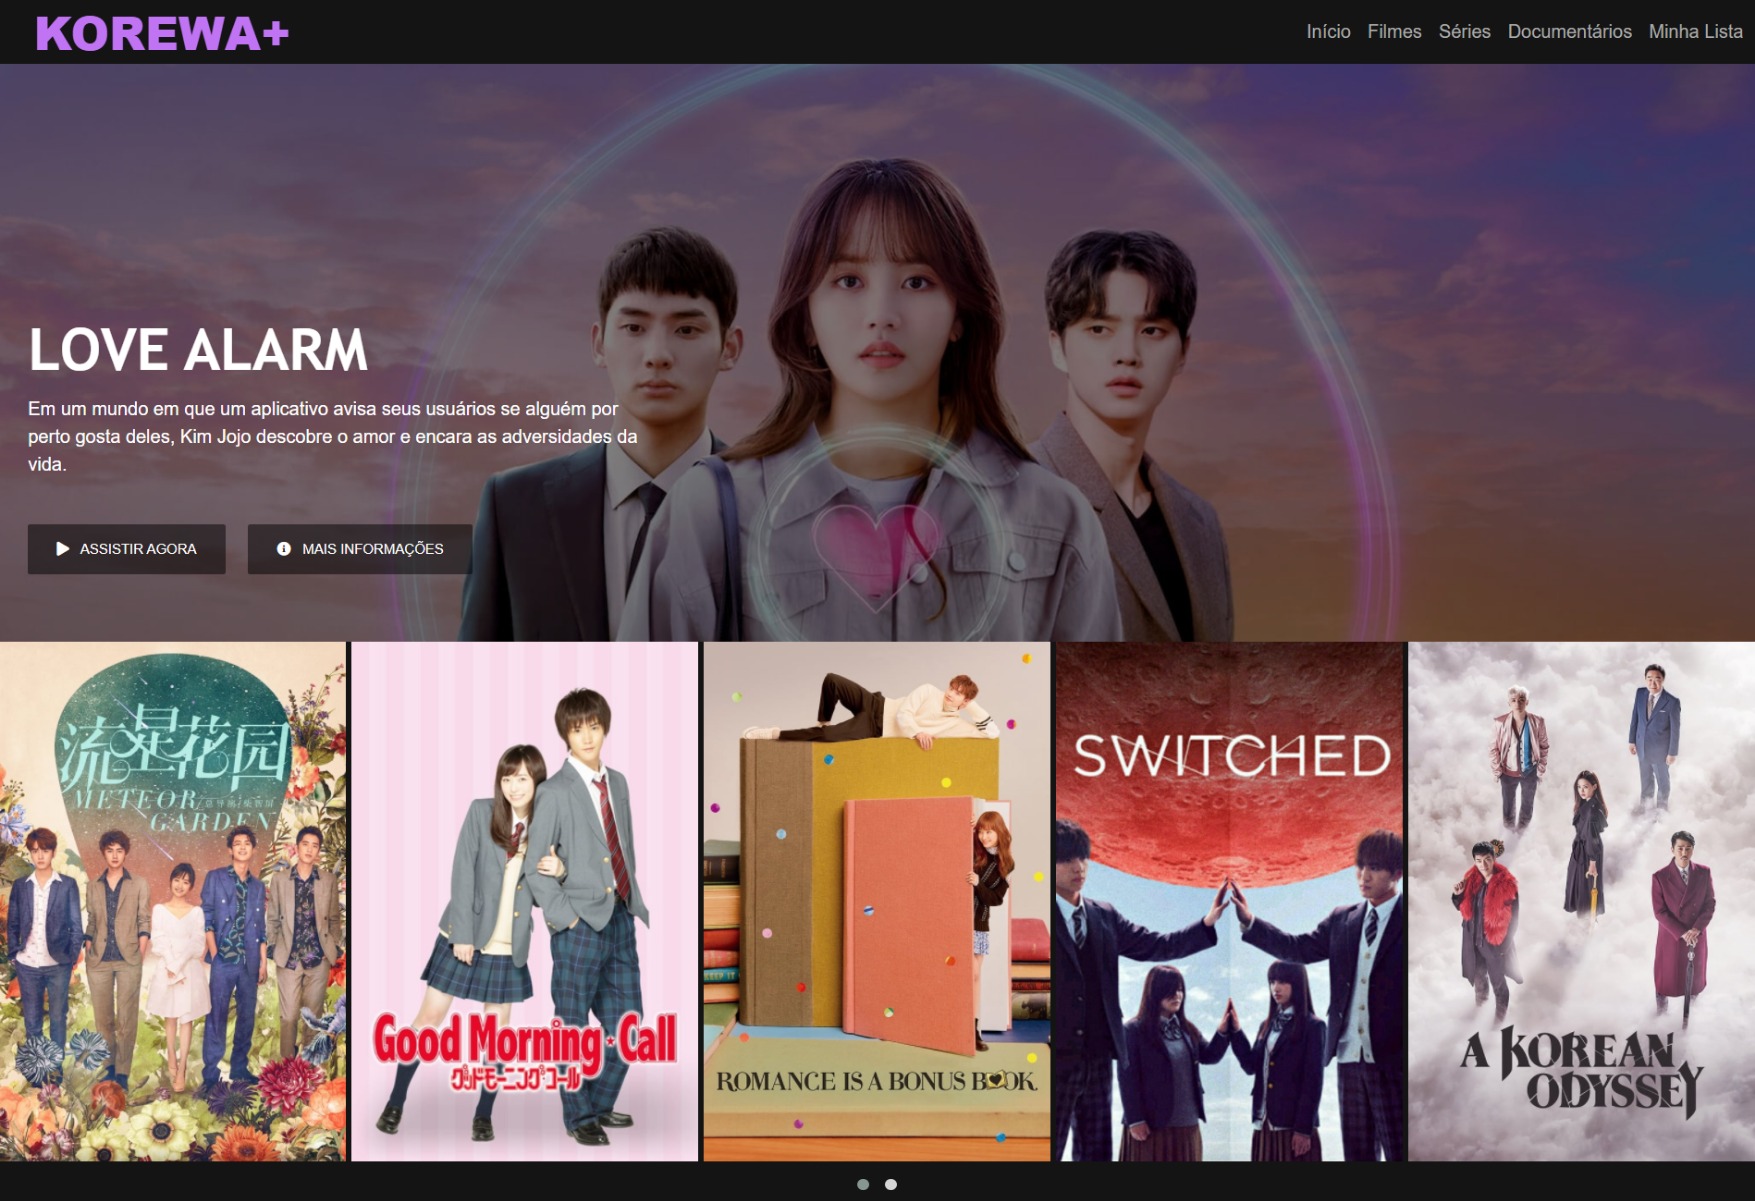 KOREWA+
Início Filmes Séries Documentários Minha Lista
LOVE ALARM
Em um mundo em que um aplicativo avisa seus usuários se alguém por
perto gosta deles, Kim Jojo descobre o amor e encara as adversidades da
vida.
ASSISTIR AGORA
MAIS INFORMAÇÕES
流星花园
METEOR
GARDEN
Good Morning Call
グッドモーニング・コール
ROMANCE IS A BONUS BOOK
SWITCHED
A KOREAN
ODYSSEY